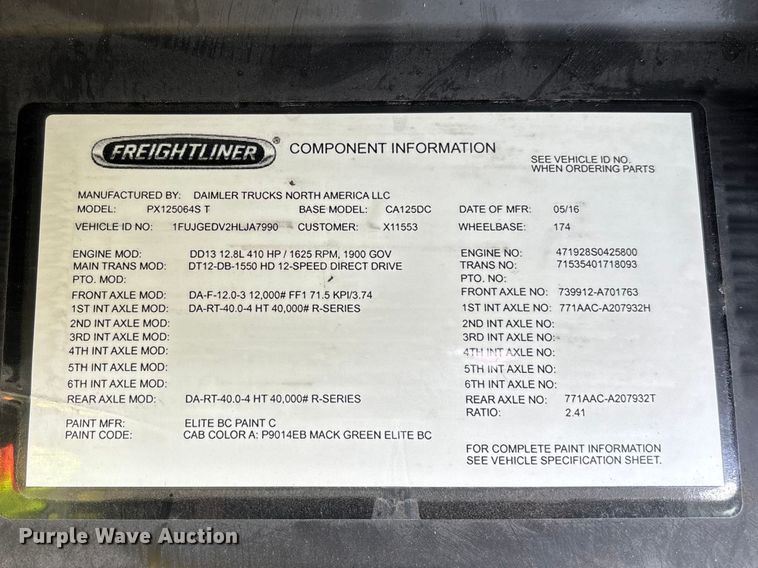 FREIGHTLINER ® COMPONENT INFORMATION
SEE VEHICLE ID NO.
WHEN ORDERING PARTS
MANUFACTURED BY: DAIMLER TRUCKS NORTH AMERICA LLC
MODEL: PX125064S T BASE MODEL: CA125DC DATE OF MFR: 05/16
VEHICLE ID NO: 1FUJGEDV2HLJA7990 CUSTOMER: X11553 WHEELBASE: 174
ENGINE MOD: DD13 12.8L 410 HP / 1625 RPM, 1900 GOV ENGINE NO: 471928S0425800
MAIN TRANS MOD: DT12-DB-1550 HD 12-SPEED DIRECT DRIVE TRANS NO: 71535401718093
PTO. MOD: PTO. NO:
FRONT AXLE MOD: DA-F-12.0-3 12,000# FF1 71.5 KPI/3.74 FRONT AXLE NO: 739912-A701763
1ST INT AXLE MOD: DA-RT-40.0-4 HT 40,000# R-SERIES 1ST INT AXLE NO: 771AAC-A207932H
2ND INT AXLE MOD: 2ND INT AXLE NO:
3RD INT AXLE MOD: 3RD INT AXLE NO:
4TH INT AXLE MOD: 4TH INT AXLE NO:
5TH INT AXLE MOD: 5TH INT AXLE NO:
6TH INT AXLE MOD: 6TH INT AXLE NO:
REAR AXLE MOD: DA-RT-40.0-4 HT 40,000# R-SERIES REAR AXLE NO: 771AAC-A207932T
RATIO: 2.41
PAINT MFR: ELITE BC PAINT C
PAINT CODE: CAB COLOR A: P9014EB MACK GREEN ELITE BC
FOR COMPLETE PAINT INFORMATION
SEE VEHICLE SPECIFICATION SHEET.
Purple Wave Auction